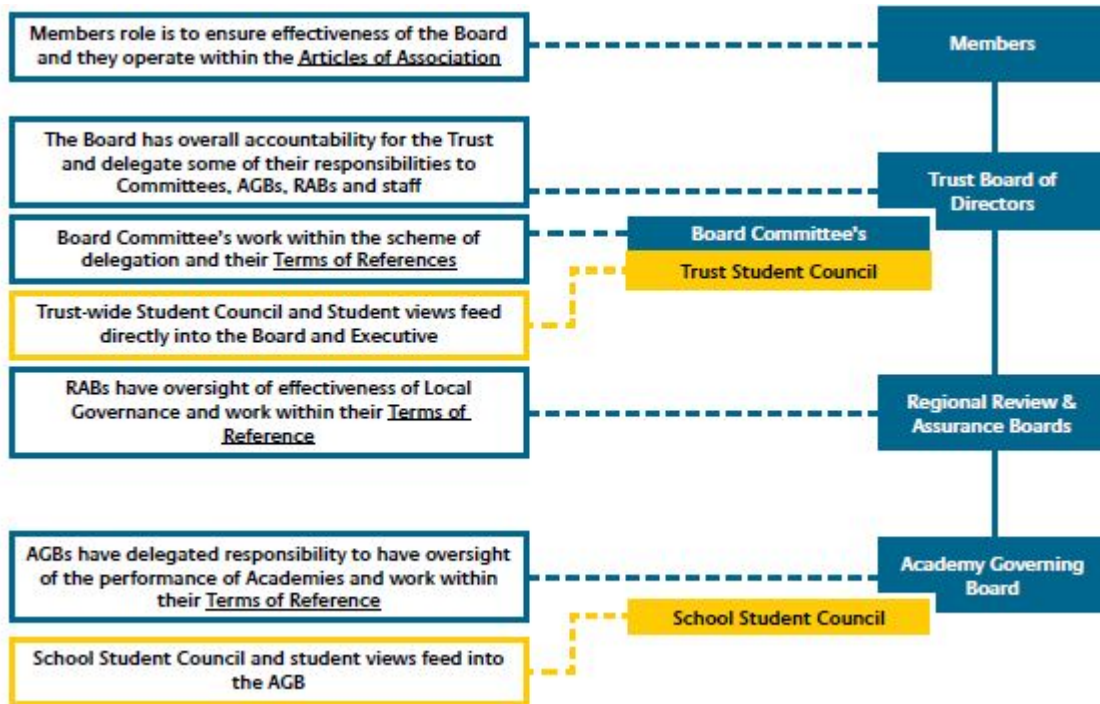 Members role is to ensure effectiveness of the Board
and they operate within the Articles of Association
Members
The Board has overall accountability for the Trust
and delegate some of their responsibilities to
Committees, AGBs, RABs and staff
Trust Board of
Directors
Board Committee's work within the scheme of
delegation and their Terms of References
Board Committee's
Trust Student Council
Trust-wide Student Council and Student views feed
directly into the Board and Executive
RABs have oversight of effectiveness of Local
Governance and work within their Terms of
Reference
Regional Review &
Assurance Boards
AGBs have delegated responsibility to have oversight
of the performance of Academies and work within
their Terms of Reference
Academy Governing
Board
School Student Council
School Student Council and student views feed into
the AGB